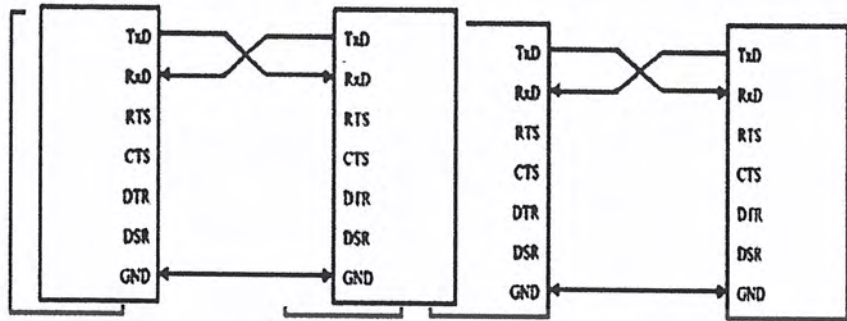 TxD
RxD
RTS
CTS
DTR
DSR
GND
TxD
RxD
RTS
CTS
DTR
DSR
GND
TxD
RxD
RTS
CTS
DTR
DSR
GND
TxD
RxD
RTS
CTS
DTR
DSR
GND